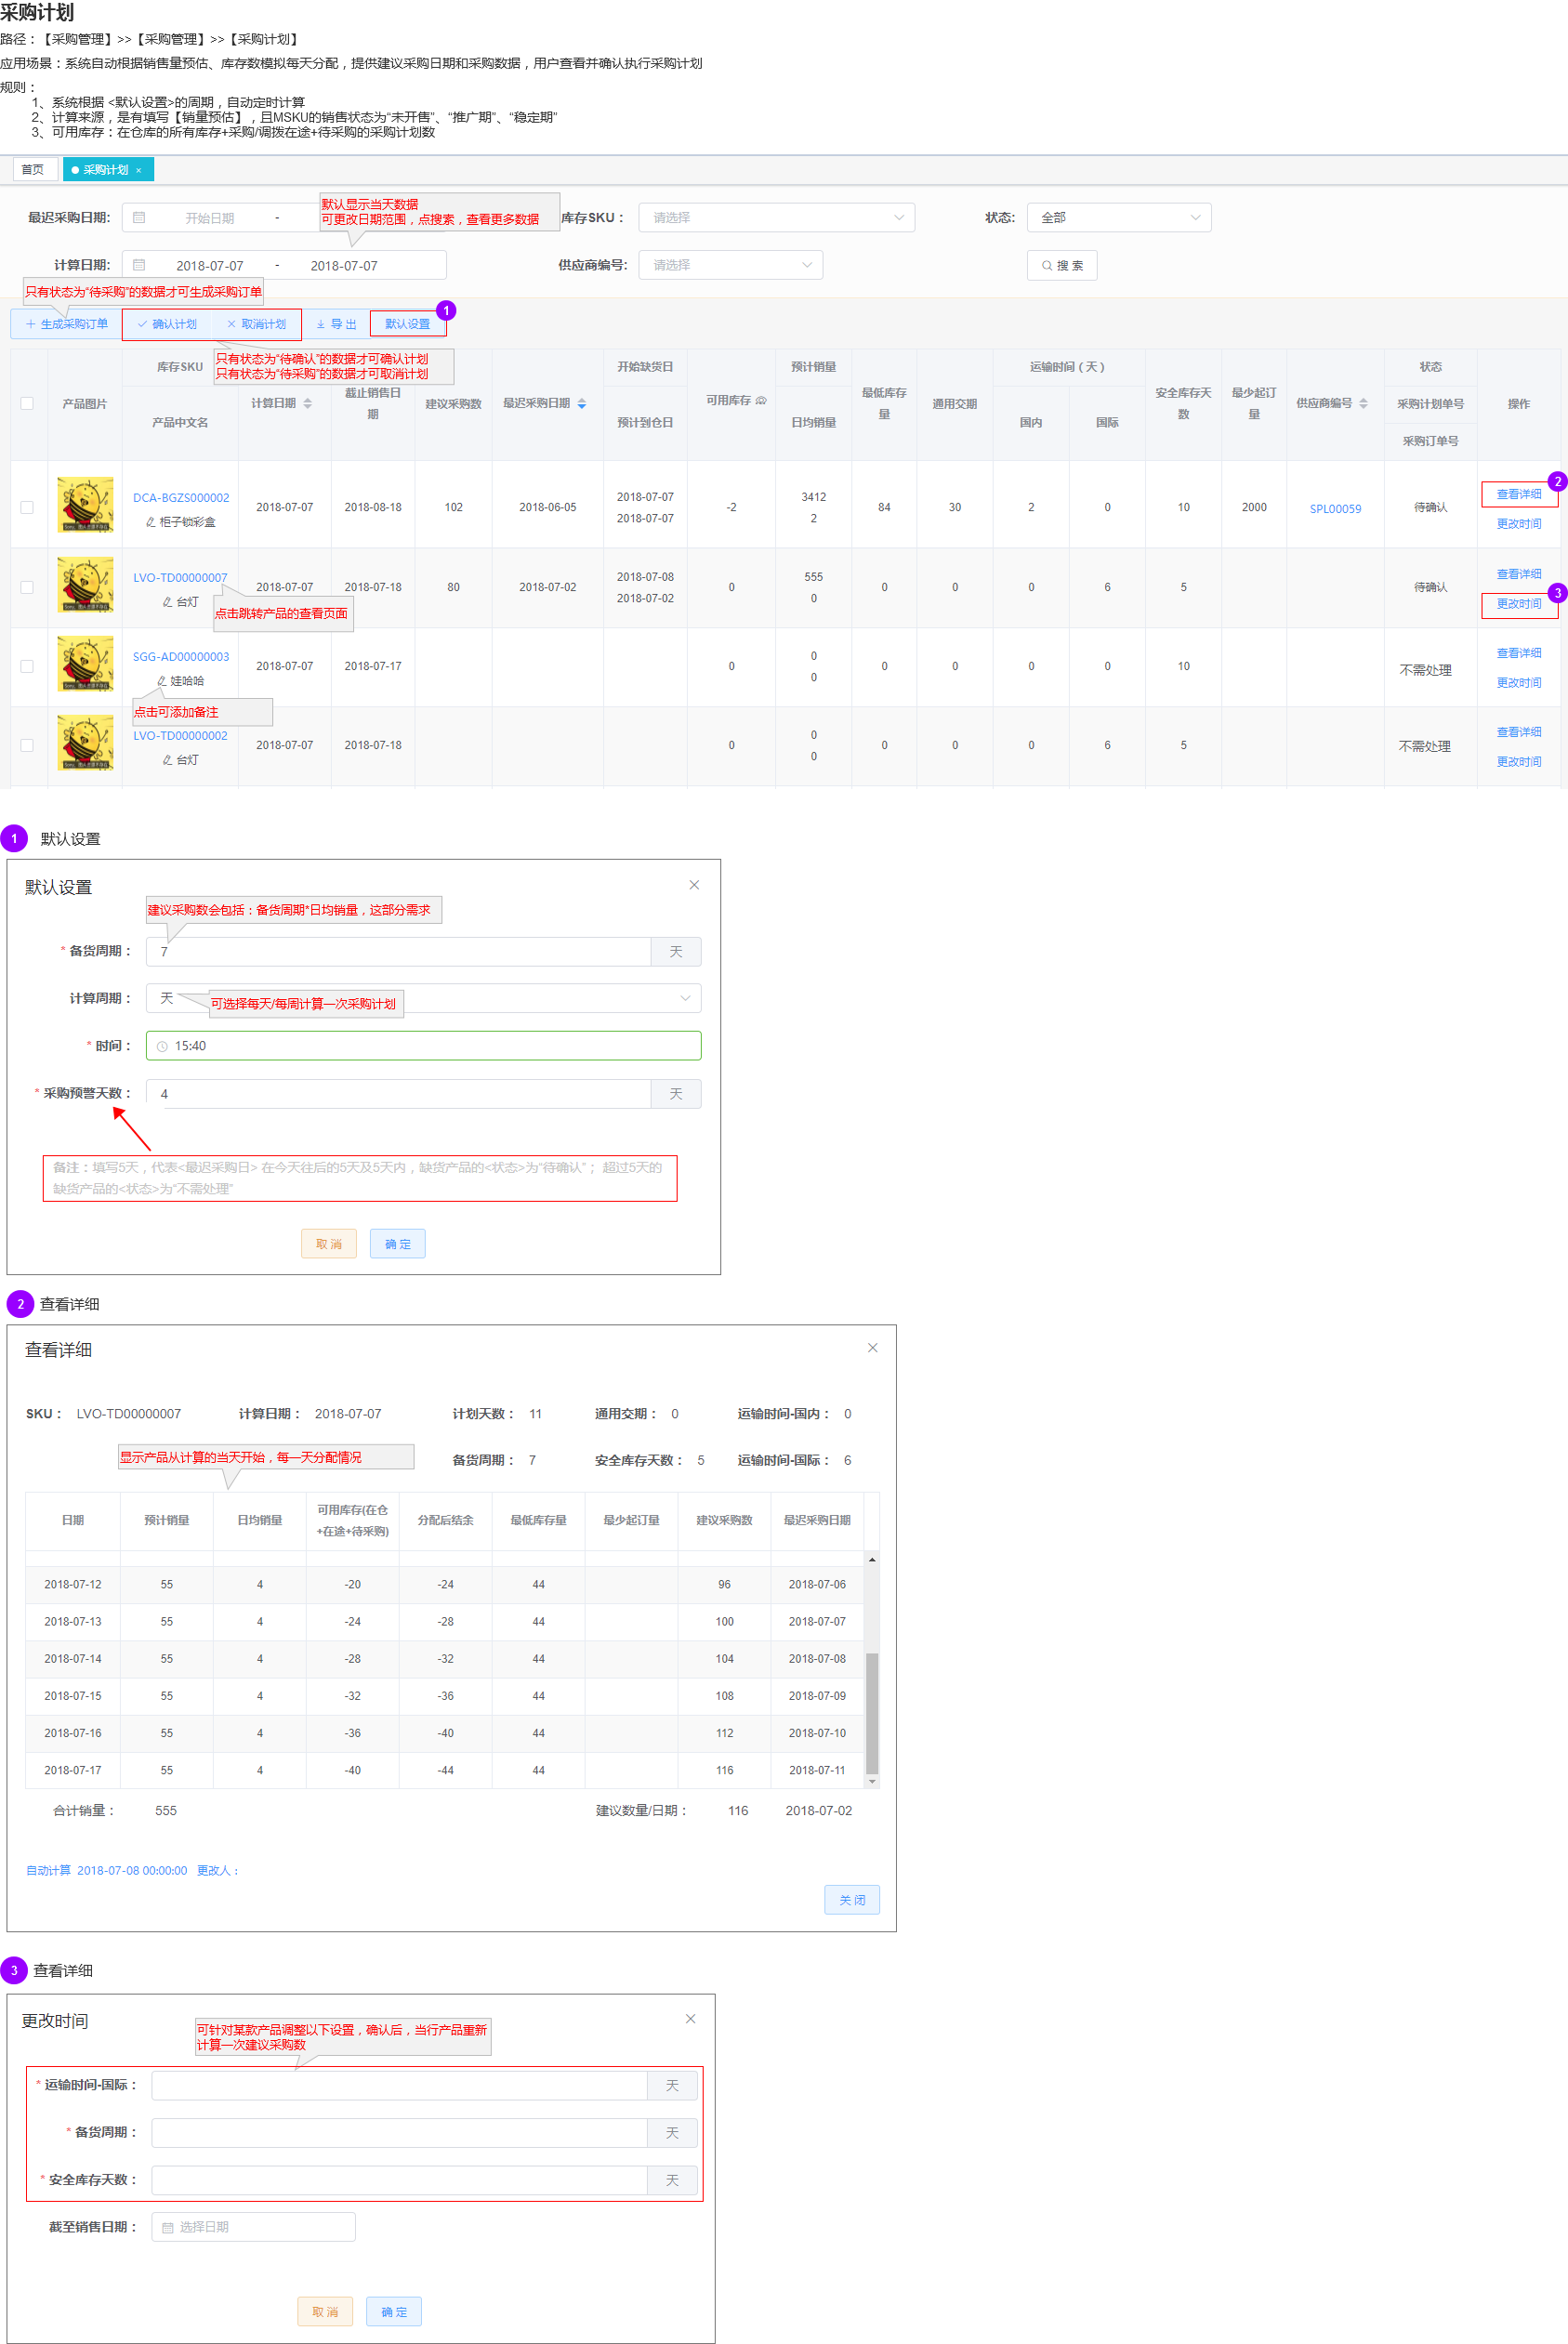 采购计划
路径：【采购管理】>>【采购管理】>>【采购计划】
应用场景：系统自动根据销售量预估、库存数模拟每天分配，提供建议采购日期和采购数据，用户查看并确认执行采购计划
规则：
1、系统根据 <默认设置>的周期，自动定时计算
2、计算来源，是有填写【销量预估】，且MSKU的销售状态为“未开售”、“推广期”、“稳定期”
3、可用库存：在仓库的所有库存+采购/调拨在途+待采购的采购计划数
首页 采购计划 ×
最迟采购日期: 开始日期 - 库存SKU： 请选择 状态: 全部
默认显示当天数据
可更改日期范围，点搜索，查看更多数据
计算日期: 2018-07-07 - 2018-07-07 供应商编号: 请选择 搜 索
只有状态为“待采购”的数据才可生成采购订单
1
生成采购订单 确认计划 取消计划 导 出 默认设置
只有状态为“待确认”的数据才可确认计划
只有状态为“待采购”的数据才可取消计划
产品图片 库存SKU 产品中文名 计算日期 截止销售日期 建议采购数 最迟采购日期 开始缺货日 预计到仓日 可用库存 预计销量 日均销量 最低库存量 通用交期 运输时间（天） 国内 国际 安全库存天数 最少起订量 供应商编号 状态 采购计划单号 采购订单号 操作
DCA-BGZS000002 柜子锁彩盒 2018-07-07 2018-08-18 102 2018-06-05 2018-07-07 2018-07-07 -2 3412 2 84 30 2 0 10 2000 SPL00059 待确认 查看详细 更改时间
2
LVO-TD00000007 台灯 2018-07-07 2018-07-18 80 2018-07-02 2018-07-08 2018-07-02 0 555 0 0 0 0 6 5 待确认 查看详细 更改时间
3
点击跳转产品的查看页面
SGG-AD00000003 娃哈哈 2018-07-07 2018-07-17 0 0 0 0 0 0 0 10 不需处理 查看详细 更改时间
点击可添加备注
LVO-TD00000002 台灯 2018-07-07 2018-07-18 0 0 0 0 0 0 6 5 不需处理 查看详细 更改时间
1 默认设置
默认设置
建议采购数会包括：备货周期*日均销量，这部分需求
* 备货周期： 7 天
计算周期： 天
可选择每天/每周计算一次采购计划
* 时间： 15:40
* 采购预警天数： 4 天
备注：填写5天，代表<最迟采购日> 在今天往后的5天及5天内，缺货产品的<状态>为“待确认”； 超过5天的
缺货产品的<状态>为“不需处理”
取 消 确 定
2 查看详细
查看详细
SKU： LVO-TD00000007 计算日期： 2018-07-07 计划天数： 11 通用交期： 0 运输时间-国内： 0
显示产品从计算的当天开始，每一天分配情况
备货周期： 7 安全库存天数： 5 运输时间-国际： 6
日期 预计销量 日均销量 可用库存(在仓+在途+待采购) 分配后结余 最低库存量 最少起订量 建议采购数 最迟采购日期
2018-07-12 55 4 -20 -24 44 96 2018-07-06
2018-07-13 55 4 -24 -28 44 100 2018-07-07
2018-07-14 55 4 -28 -32 44 104 2018-07-08
2018-07-15 55 4 -32 -36 44 108 2018-07-09
2018-07-16 55 4 -36 -40 44 112 2018-07-10
2018-07-17 55 4 -40 -44 44 116 2018-07-11
合计销量： 555 建议数量/日期： 116 2018-07-02
自动计算 2018-07-08 00:00:00 更改人：
关 闭
3 查看详细
更改时间
可针对某款产品调整以下设置，确认后，当行产品重新
计算一次建议采购数
* 运输时间-国际： 天
* 备货周期： 天
* 安全库存天数： 天
截至销售日期： 选择日期
取 消 确 定